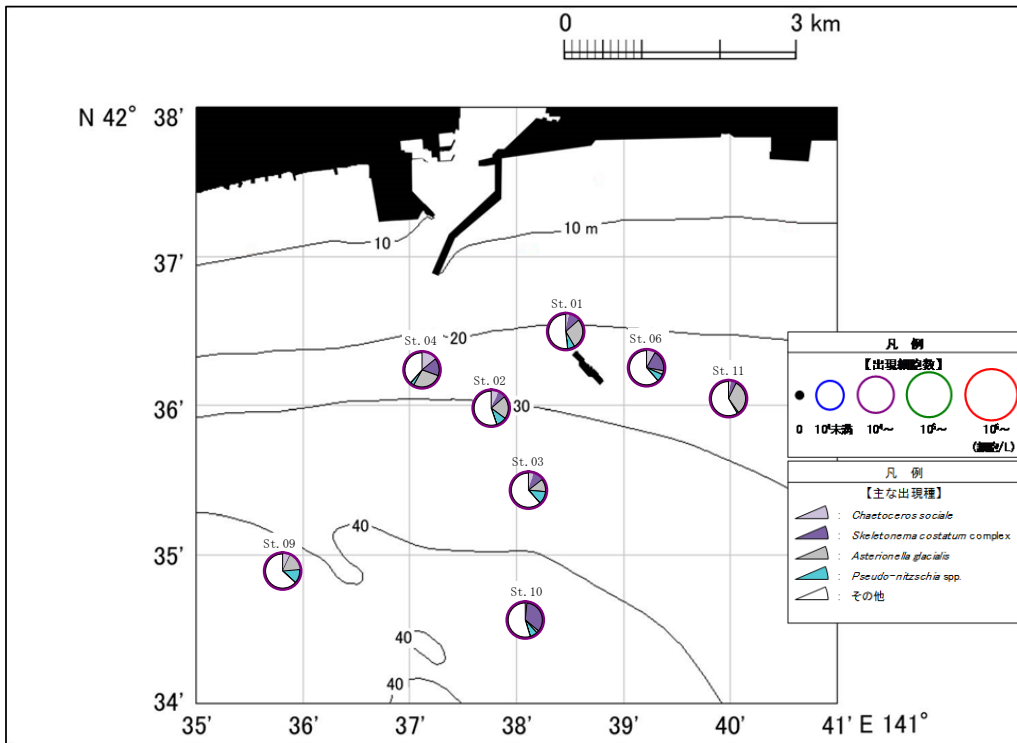 0 3 km
N 42° 38'
10
10 m
37'
St.01
20
St.04
St.06
St.02
St.11
凡 例
【出現細胞数】
36'
30
0 10⁴未満 10⁴~
(細胞/L)
St.03
凡 例
【主な出現種】
: Chaetoceros sociale
: Skeletonema costatum complex
: Asterionella glacialis
: Pseudo-nitzschia spp.
: その他
40
St.09
35'
St.10
40
40
34'
35' 36' 37' 38' 39' 40' 41' E 141°